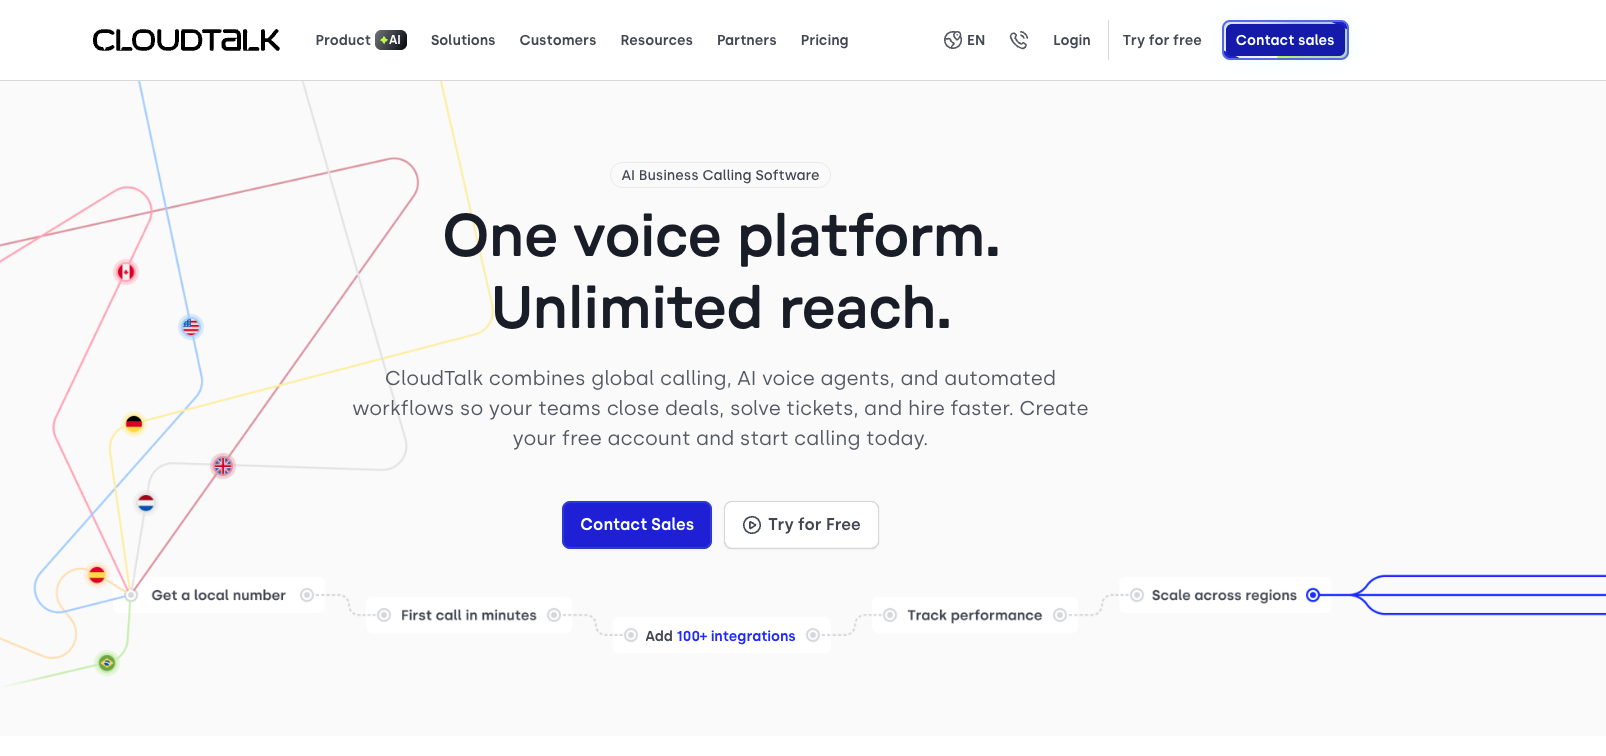 CLOUDTALK
Product AI
Solutions
Customers
Resources
Partners
Pricing
EN
Login
Try for free
Contact sales
AI Business Calling Software
One voice platform.
Unlimited reach.
CloudTalk combines global calling, AI voice agents, and automated
workflows so your teams close deals, solve tickets, and hire faster. Create
your free account and start calling today.
Contact Sales
Try for Free
Get a local number
First call in minutes
Add 100+ integrations
Track performance
Scale across regions